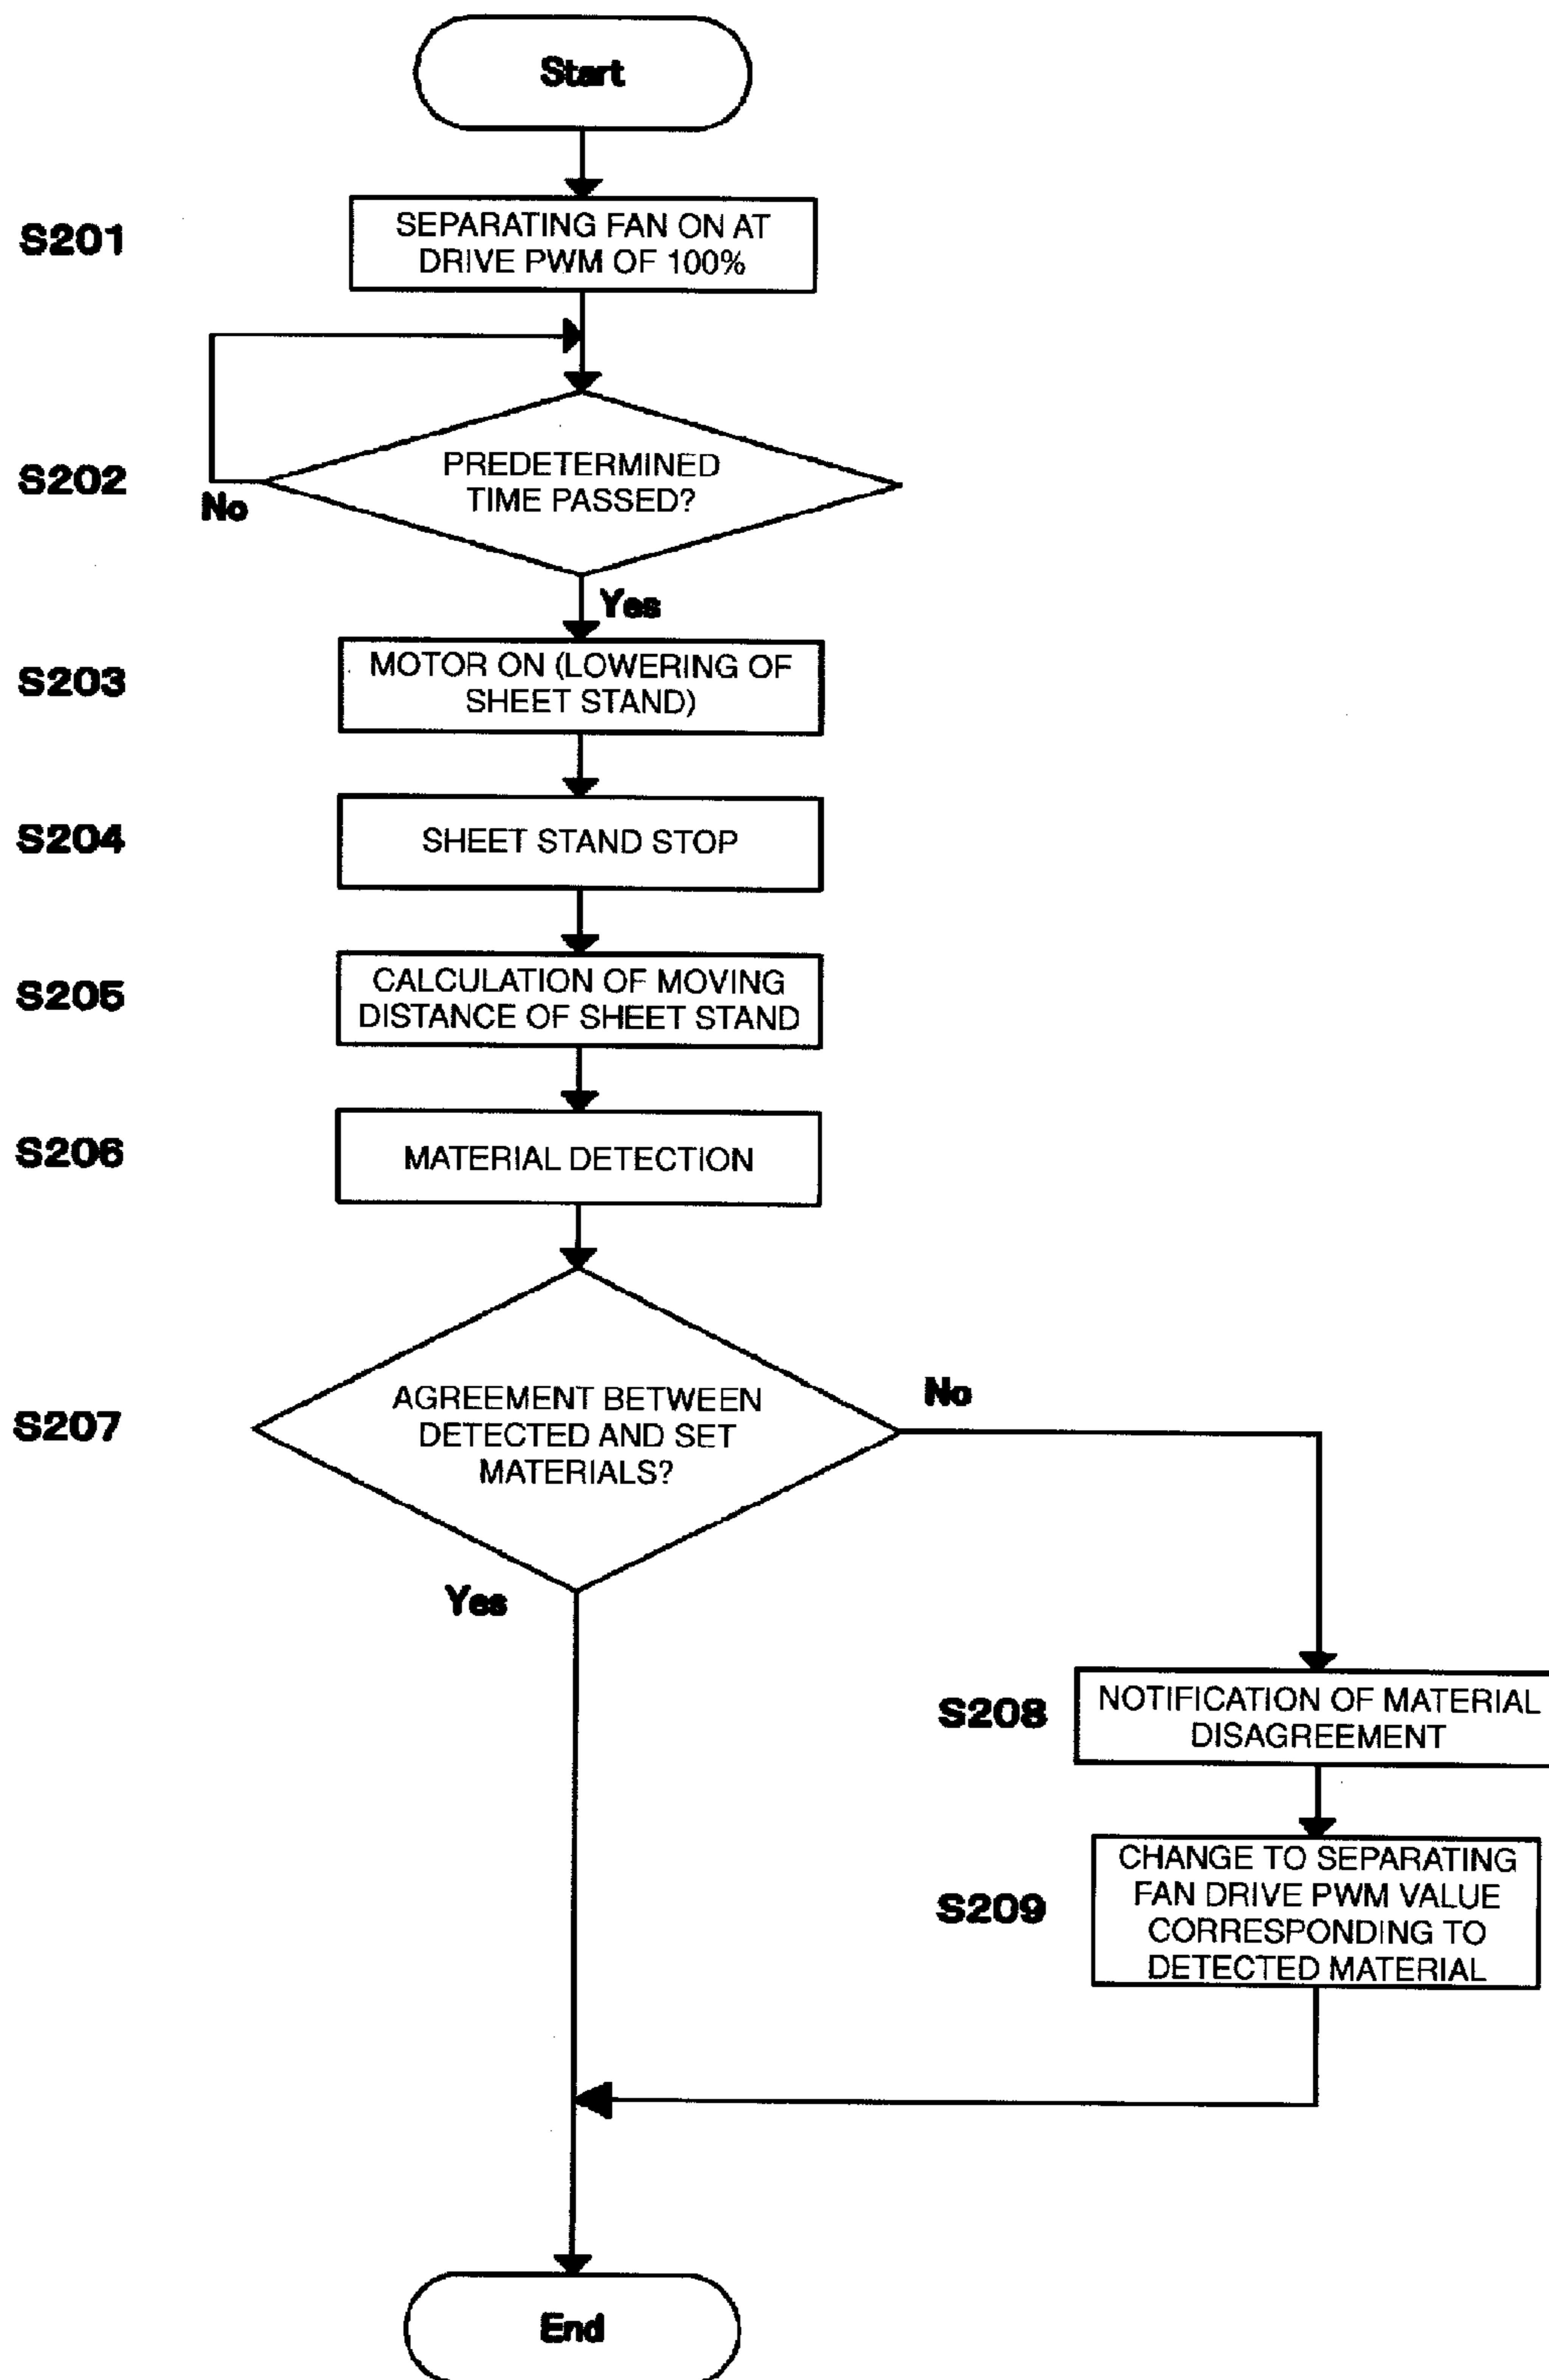 Start
S201
SEPARATING FAN ON AT
DRIVE PWM OF 100%
S202
PREDETERMINED
TIME PASSED?
No
Yes
S203
MOTOR ON (LOWERING OF
SHEET STAND)
S204
SHEET STAND STOP
S205
CALCULATION OF MOVING
DISTANCE OF SHEET STAND
S206
MATERIAL DETECTION
S207
AGREEMENT BETWEEN
DETECTED AND SET
MATERIALS?
No
Yes
S208
NOTIFICATION OF MATERIAL
DISAGREEMENT
S209
CHANGE TO SEPARATING
FAN DRIVE PWM VALUE
CORRESPONDING TO
DETECTED MATERIAL
End